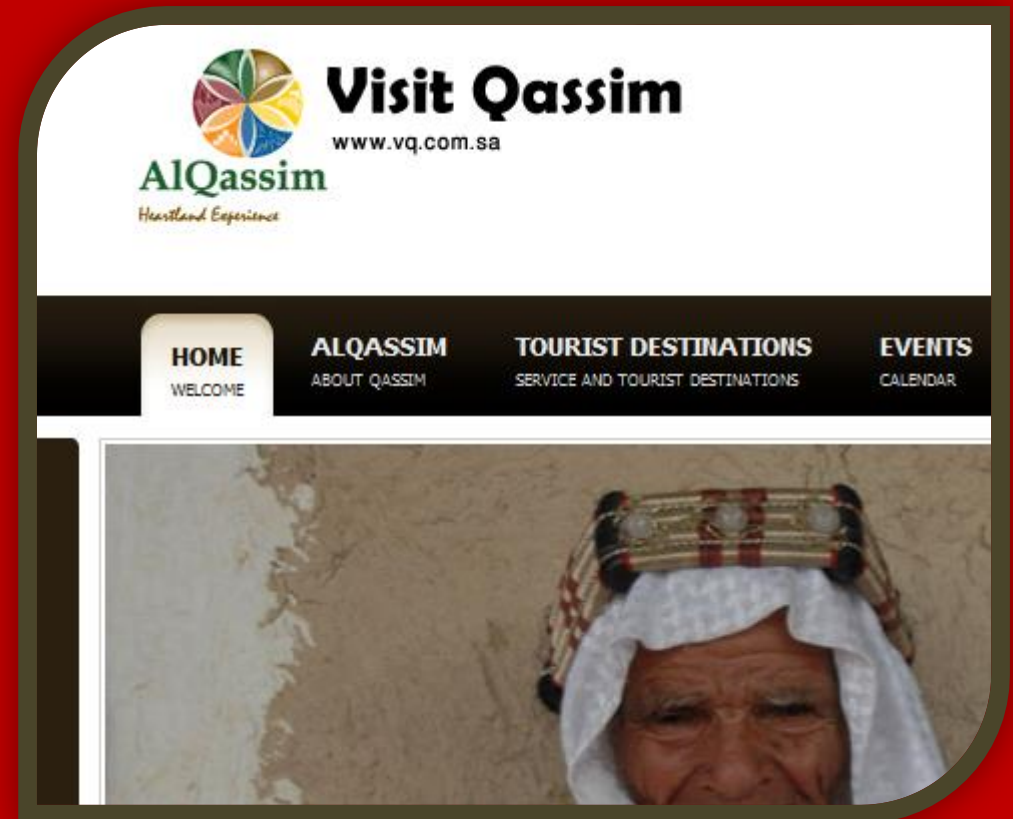 Visit Qassim
www.vq.com.sa
AlQassim
Heartland Experience
HOME
WELCOME
ALQASSIM
ABOUT QASSIM
TOURIST DESTINATIONS
SERVICE AND TOURIST DESTINATIONS
EVENTS
CALENDAR